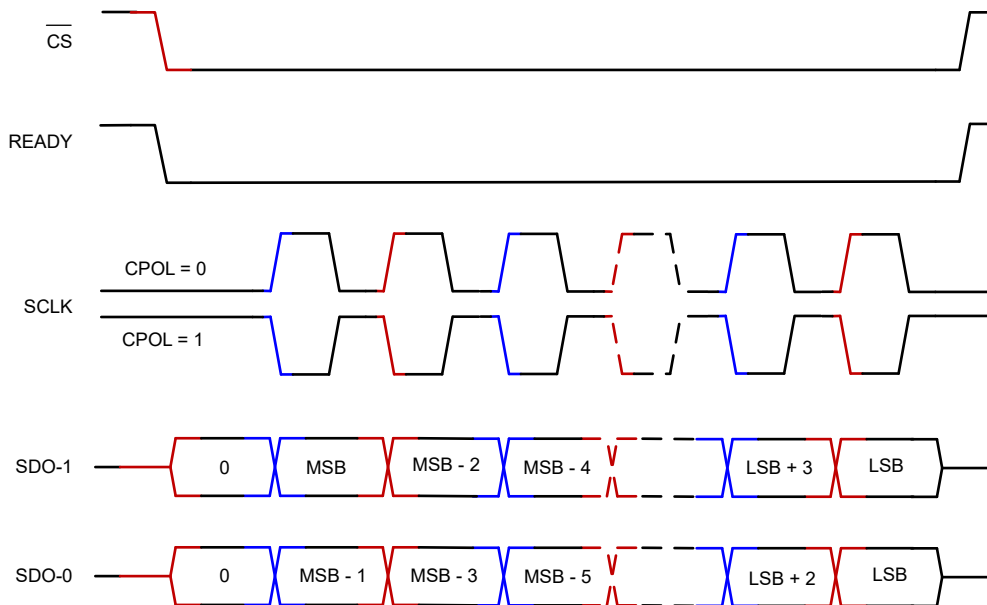 CS
READY
CPOL = 0
SCLK
CPOL = 1
SDO-1 0 MSB MSB - 2 MSB - 4 LSB + 3 LSB
SDO-0 0 MSB - 1 MSB - 3 MSB - 5 LSB + 2 LSB